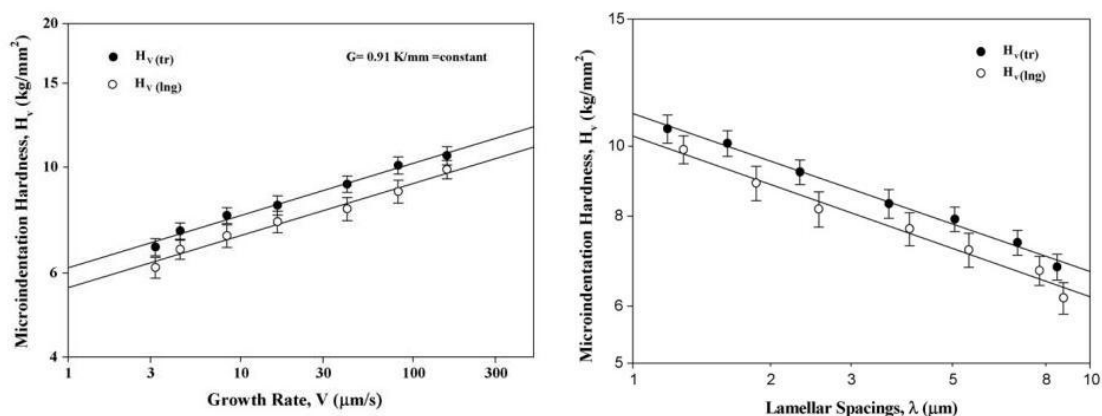 20
15
10
6
4
Microindentation Hardness, Hᵥ (kg/mm²)
Hᵥ(tr)
Hᵥ(lng)
G= 0.91 K/mm =constant
1
3
10
30
100
300
Growth Rate, V (μm/s)
15
10
8
6
5
Microindentation Hardness, Hᵥ (kg/mm²)
Hᵥ(tr)
Hᵥ(lng)
1
2
3
5
8
10
Lamellar Spacings, λ (μm)